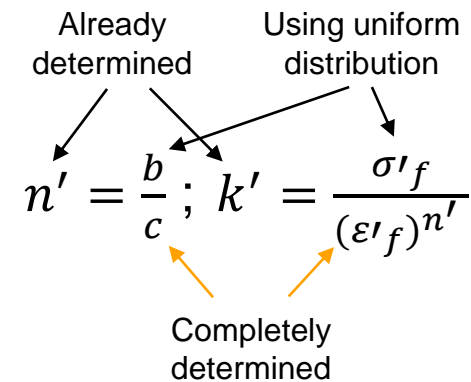 Already Using uniform
determined distribution
n′ = b/c ; k′ = σ′f / (ε′f)^n′
Completely
determined